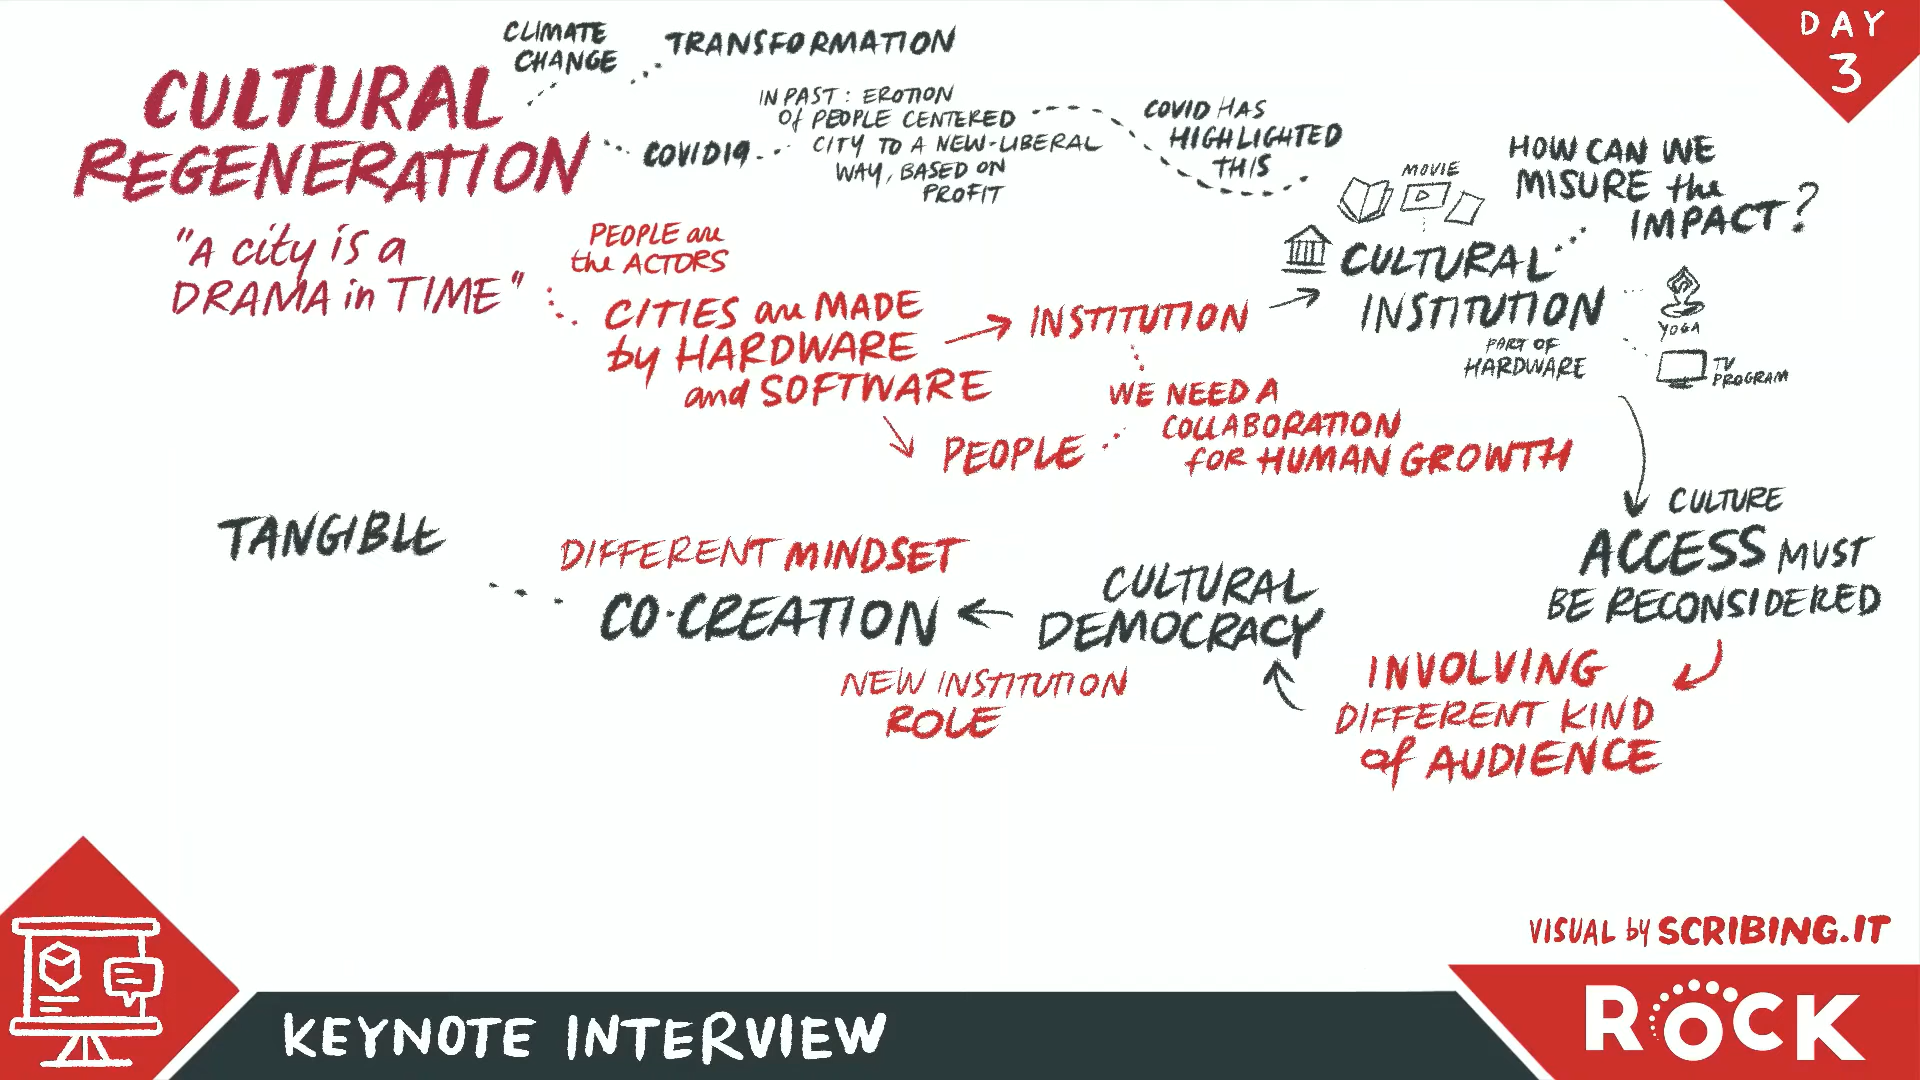 DAY
3
CLIMATE
CHANGE
TRANSFORMATION
CULTURAL
REGENERATION
COVID19
IN PAST: EROTION
of PEOPLE CENTERED
CITY TO A NEW-LIBERAL
WAY, BASED ON
PROFIT
COVID HAS
HIGHLIGHTED
THIS
MOVIE
HOW CAN WE
MISURE the
IMPACT?
"A city is a
DRAMA in TIME"
PEOPLE are
the ACTORS
CITIES are MADE
by HARDWARE
and SOFTWARE
INSTITUTION
CULTURAL
INSTITUTION
PART OF
HARDWARE
YOGA
TV
PROGRAM
PEOPLE
WE NEED A
COLLABORATION
for HUMAN GROWTH
CULTURE
ACCESS MUST
BE RECONSIDERED
INVOLVING
DIFFERENT KIND
of AUDIENCE
CULTURAL
DEMOCRACY
DIFFERENT MINDSET
CO-CREATION
NEW INSTITUTION
ROLE
TANGIBLE
VISUAL by SCRIBING.IT
KEYNOTE INTERVIEW
ROCK